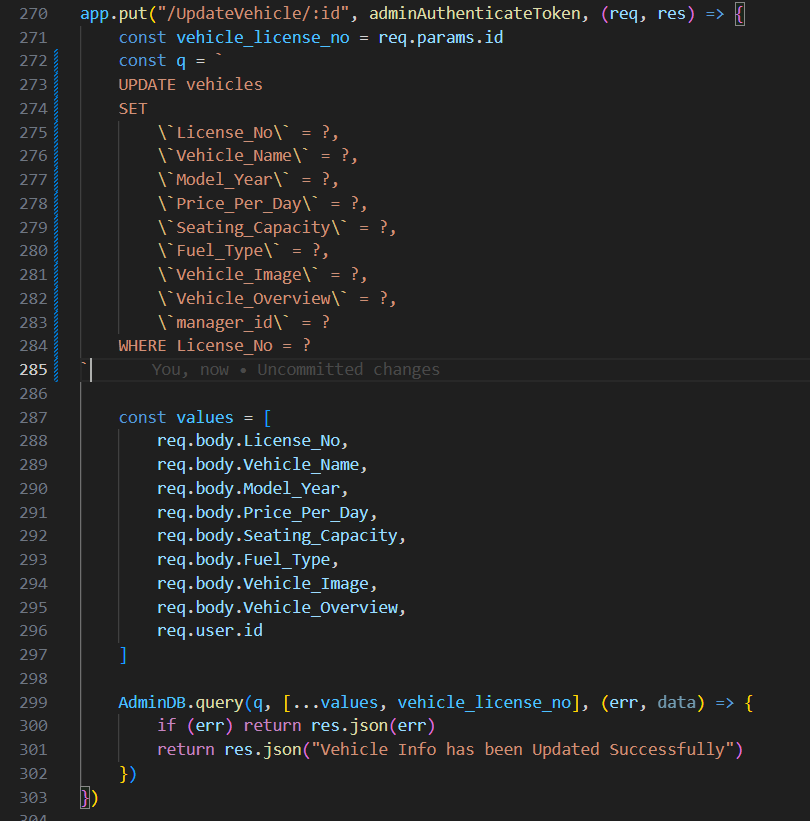 270 app.put("/UpdateVehicle/:id", adminAuthenticateToken, (req, res) => {
271     const vehicle_license_no = req.params.id
272     const q = `
273     UPDATE vehicles
274     SET
275         \`License_No\` = ?,
276         \`Vehicle_Name\` = ?,
277         \`Model_Year\` = ?,
278         \`Price_Per_Day\` = ?,
279         \`Seating_Capacity\` = ?,
280         \`Fuel_Type\` = ?,
281         \`Vehicle_Image\` = ?,
282         \`Vehicle_Overview\` = ?,
283         \`manager_id\` = ?
284     WHERE License_No = ?
285 `      You, now • Uncommitted changes
286
287     const values = [
288         req.body.License_No,
289         req.body.Vehicle_Name,
290         req.body.Model_Year,
291         req.body.Price_Per_Day,
292         req.body.Seating_Capacity,
293         req.body.Fuel_Type,
294         req.body.Vehicle_Image,
295         req.body.Vehicle_Overview,
296         req.user.id
297     ]
298
299     AdminDB.query(q, [...values, vehicle_license_no], (err, data) => {
300         if (err) return res.json(err)
301         return res.json("Vehicle Info has been Updated Successfully")
302     })
303 })
304